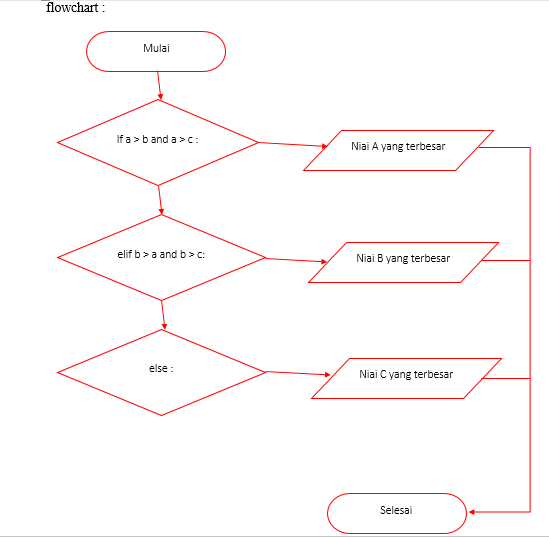 flowchart :
Mulai
If a > b and a > c :
Niai A yang terbesar
elif b > a and b > c:
Niai B yang terbesar
else :
Niai C yang terbesar
Selesai